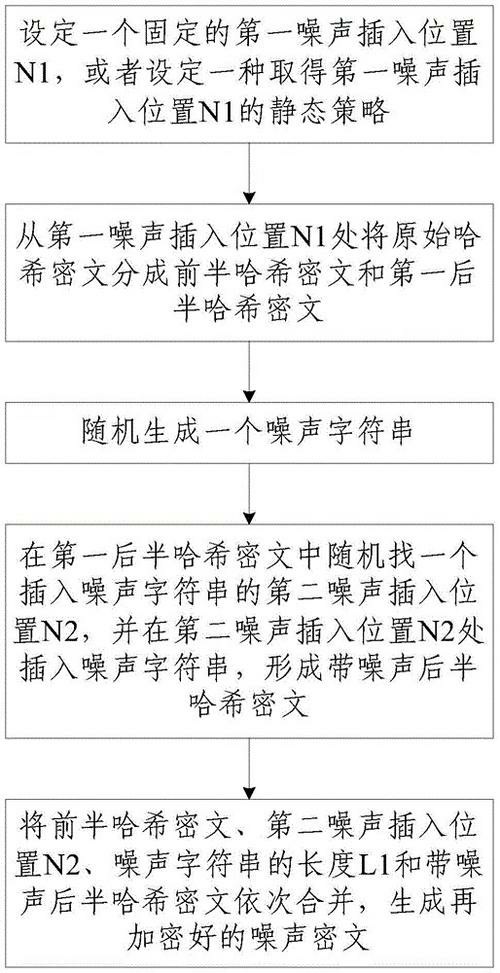 设定一个固定的第一噪声插入位置
N1，或者设定一种取得第一噪声插
入位置N1的静态策略
从第一噪声插入位置N1处将原始哈
希密文分成前半哈希密文和第一后
半哈希密文
随机生成一个噪声字符串
在第一后半哈希密文中随机找一个
插入噪声字符串的第二噪声插入位
置N2，并在第二噪声插入位置N2处
插入噪声字符串，形成带噪声后半
哈希密文
将前半哈希密文、第二噪声插入位
置N2、噪声字符串的长度L1和带噪
声后半哈希密文依次合并，生成再
加密好的噪声密文